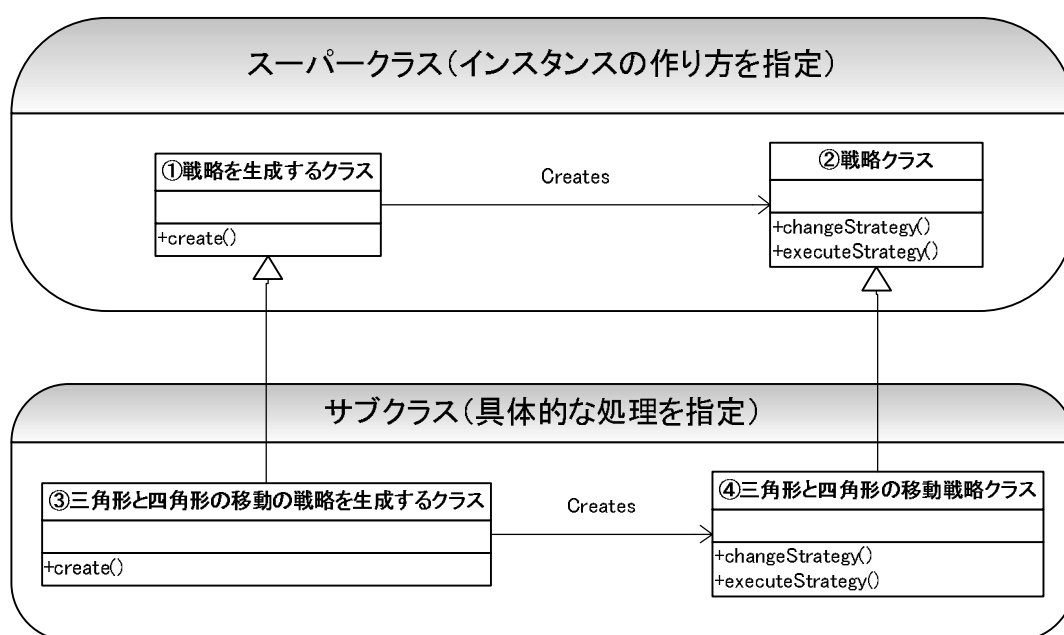 スーパークラス(インスタンスの作り方を指定)
①戦略を生成するクラス
+create()
Creates
②戦略クラス
+changeStrategy()
+executeStrategy()
サブクラス(具体的な処理を指定)
③三角形と四角形の移動の戦略を生成するクラス
+create()
Creates
④三角形と四角形の移動戦略クラス
+changeStrategy()
+executeStrategy()